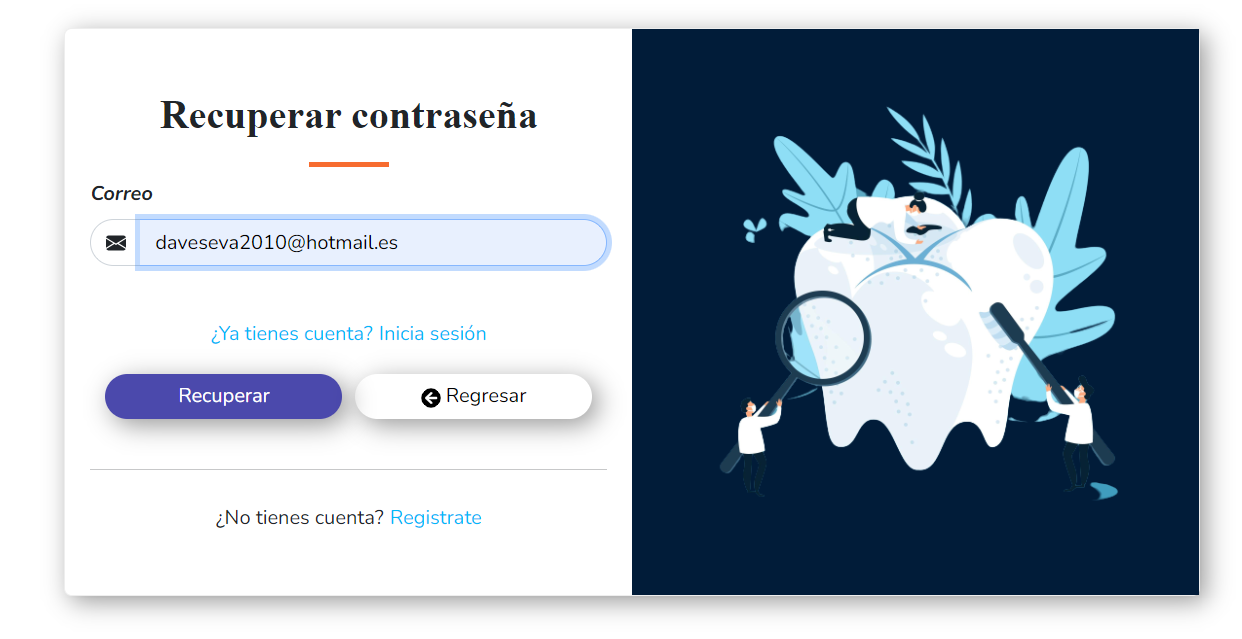 Recuperar contraseña
Correo
daveseva2010@hotmail.es
¿Ya tienes cuenta? Inicia sesión
Recuperar
Regresar
¿No tienes cuenta? Registrate